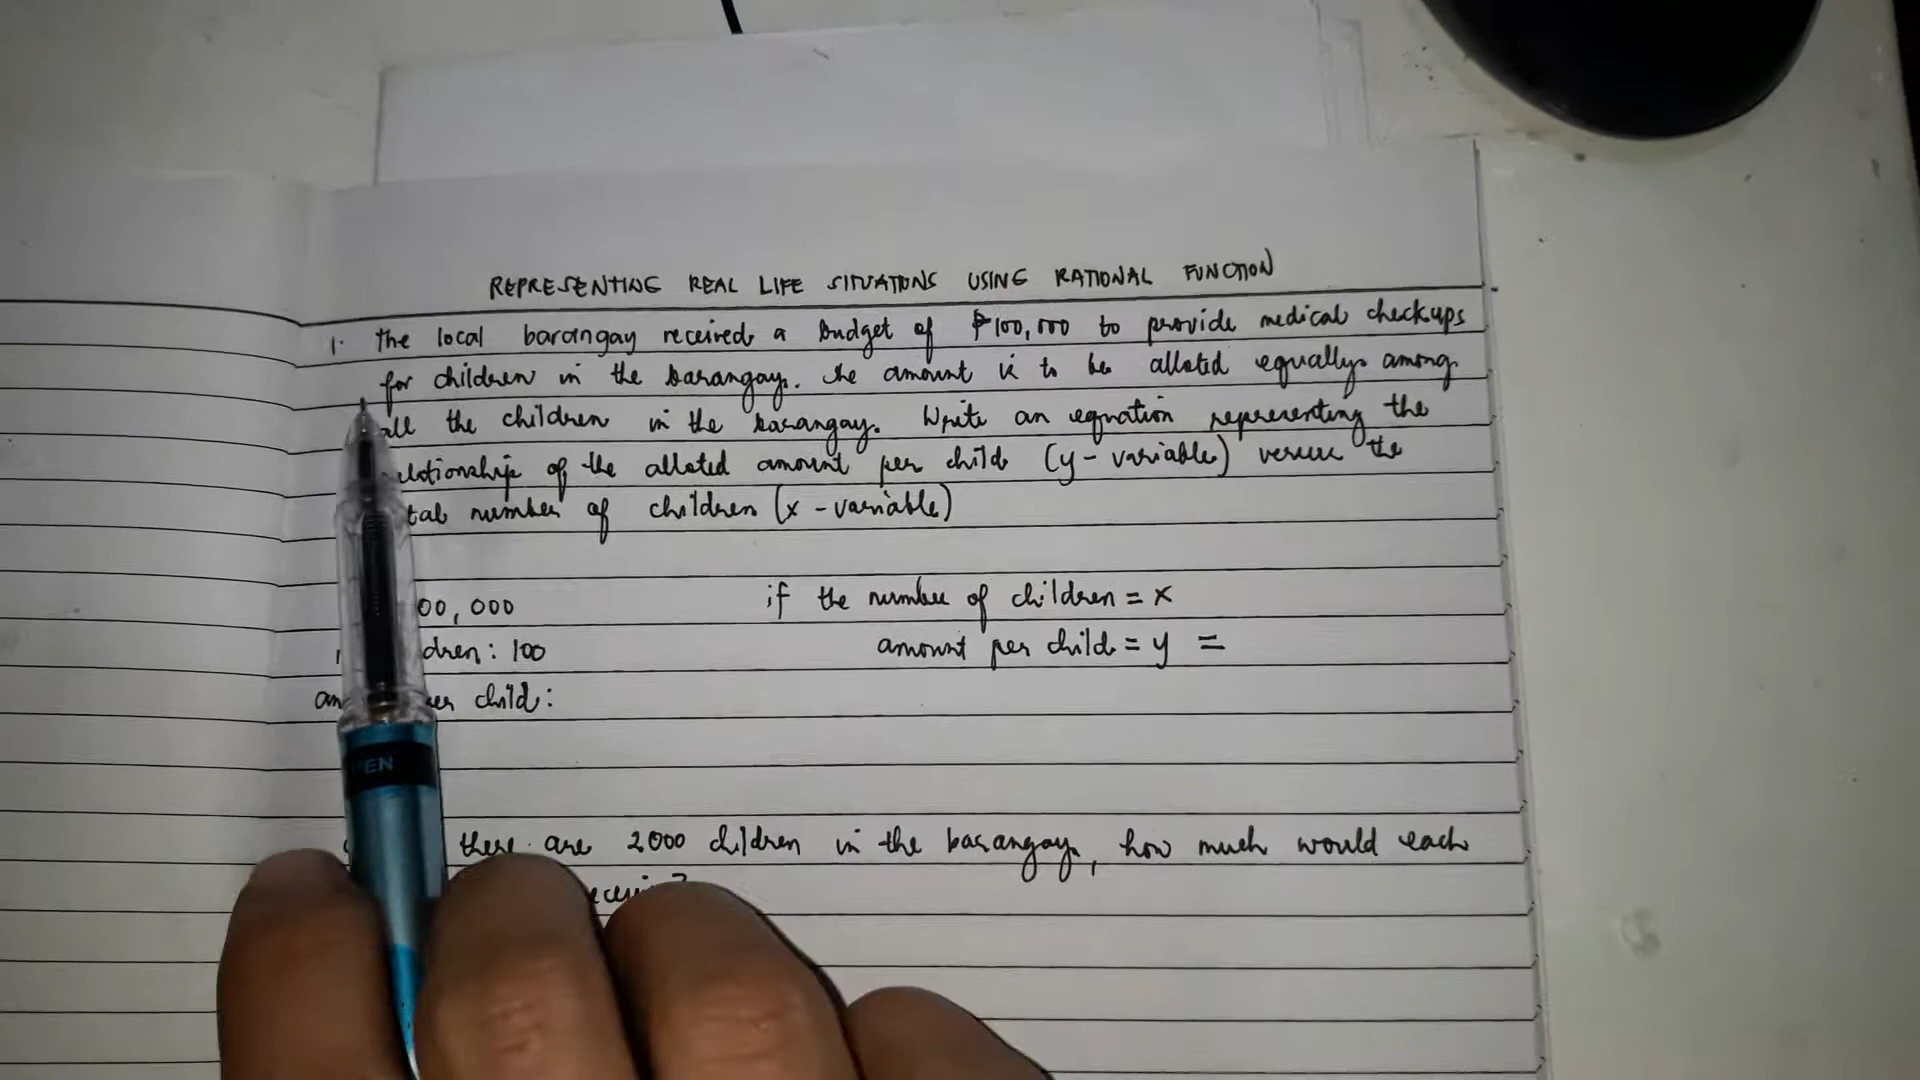 REPRESENTING REAL LIFE SITUATIONS USING RATIONAL FUNCTION
1. The local barangay received a budget of ₱100,000 to provide medical checkups
for children in the barangay. The amount is to be alloted equally among
all the children in the barangay. Write an equation representing the
elationship of the alloted amount per child (y-variable) versus the
tal number of children (x-variable)
00,000 if the number of children = x
dren: 100 amount per child = y =
child:
there are 2000 children in the barangay, how much would each